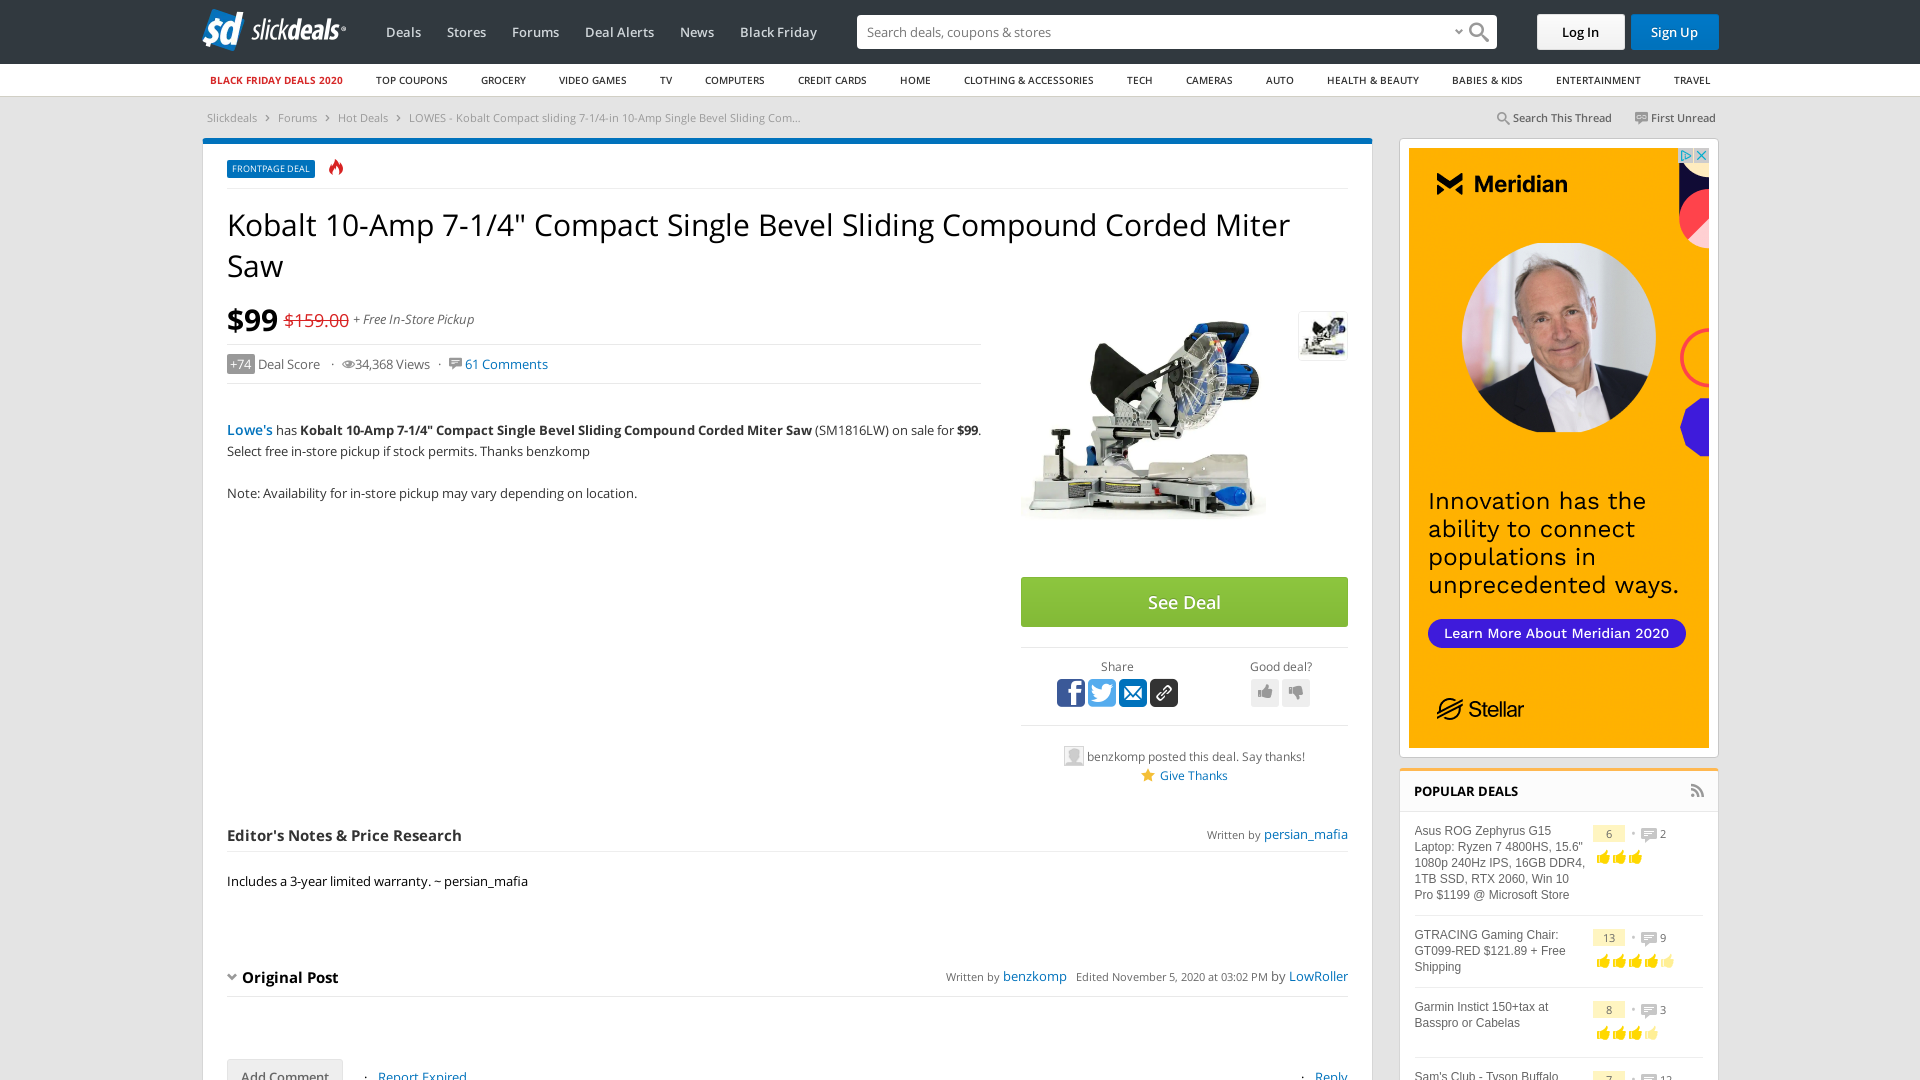 sd slickdeals®
Deals
Stores
Forums
Deal Alerts
News
Black Friday
Search deals, coupons & stores
Log In
Sign Up
BLACK FRIDAY DEALS 2020
TOP COUPONS
GROCERY
VIDEO GAMES
TV
COMPUTERS
CREDIT CARDS
HOME
CLOTHING & ACCESSORIES
TECH
CAMERAS
AUTO
HEALTH & BEAUTY
BABIES & KIDS
ENTERTAINMENT
TRAVEL
Slickdeals › Forums › Hot Deals › LOWES - Kobalt Compact sliding 7-1/4-in 10-Amp Single Bevel Sliding Com...
Search This Thread
First Unread
FRONTPAGE DEAL
Kobalt 10-Amp 7-1/4" Compact Single Bevel Sliding Compound Corded Miter
Saw
$99 $159.00 + Free In-Store Pickup
+74 Deal Score · 34,368 Views · 61 Comments
Lowe's has Kobalt 10-Amp 7-1/4" Compact Single Bevel Sliding Compound Corded Miter Saw (SM1816LW) on sale for $99.
Select free in-store pickup if stock permits. Thanks benzkomp
Note: Availability for in-store pickup may vary depending on location.
See Deal
Share
Good deal?
benzkomp posted this deal. Say thanks!
Give Thanks
Editor's Notes & Price Research
Written by persian_mafia
Includes a 3-year limited warranty. ~ persian_mafia
Original Post
Written by benzkomp Edited November 5, 2020 at 03:02 PM by LowRoller
Add Comment
· Report Expired
· Reply
Meridian
Innovation has the
ability to connect
populations in
unprecedented ways.
Learn More About Meridian 2020
Stellar
POPULAR DEALS
Asus ROG Zephyrus G15
Laptop: Ryzen 7 4800HS, 15.6"
1080p 240Hz IPS, 16GB DDR4,
1TB SSD, RTX 2060, Win 10
Pro $1199 @ Microsoft Store
6 • 2
GTRACING Gaming Chair:
GT099-RED $121.89 + Free
Shipping
13 • 9
Garmin Instict 150+tax at
Basspro or Cabelas
8 • 3
Sam's Club - Tyson Buffalo
7 • 12